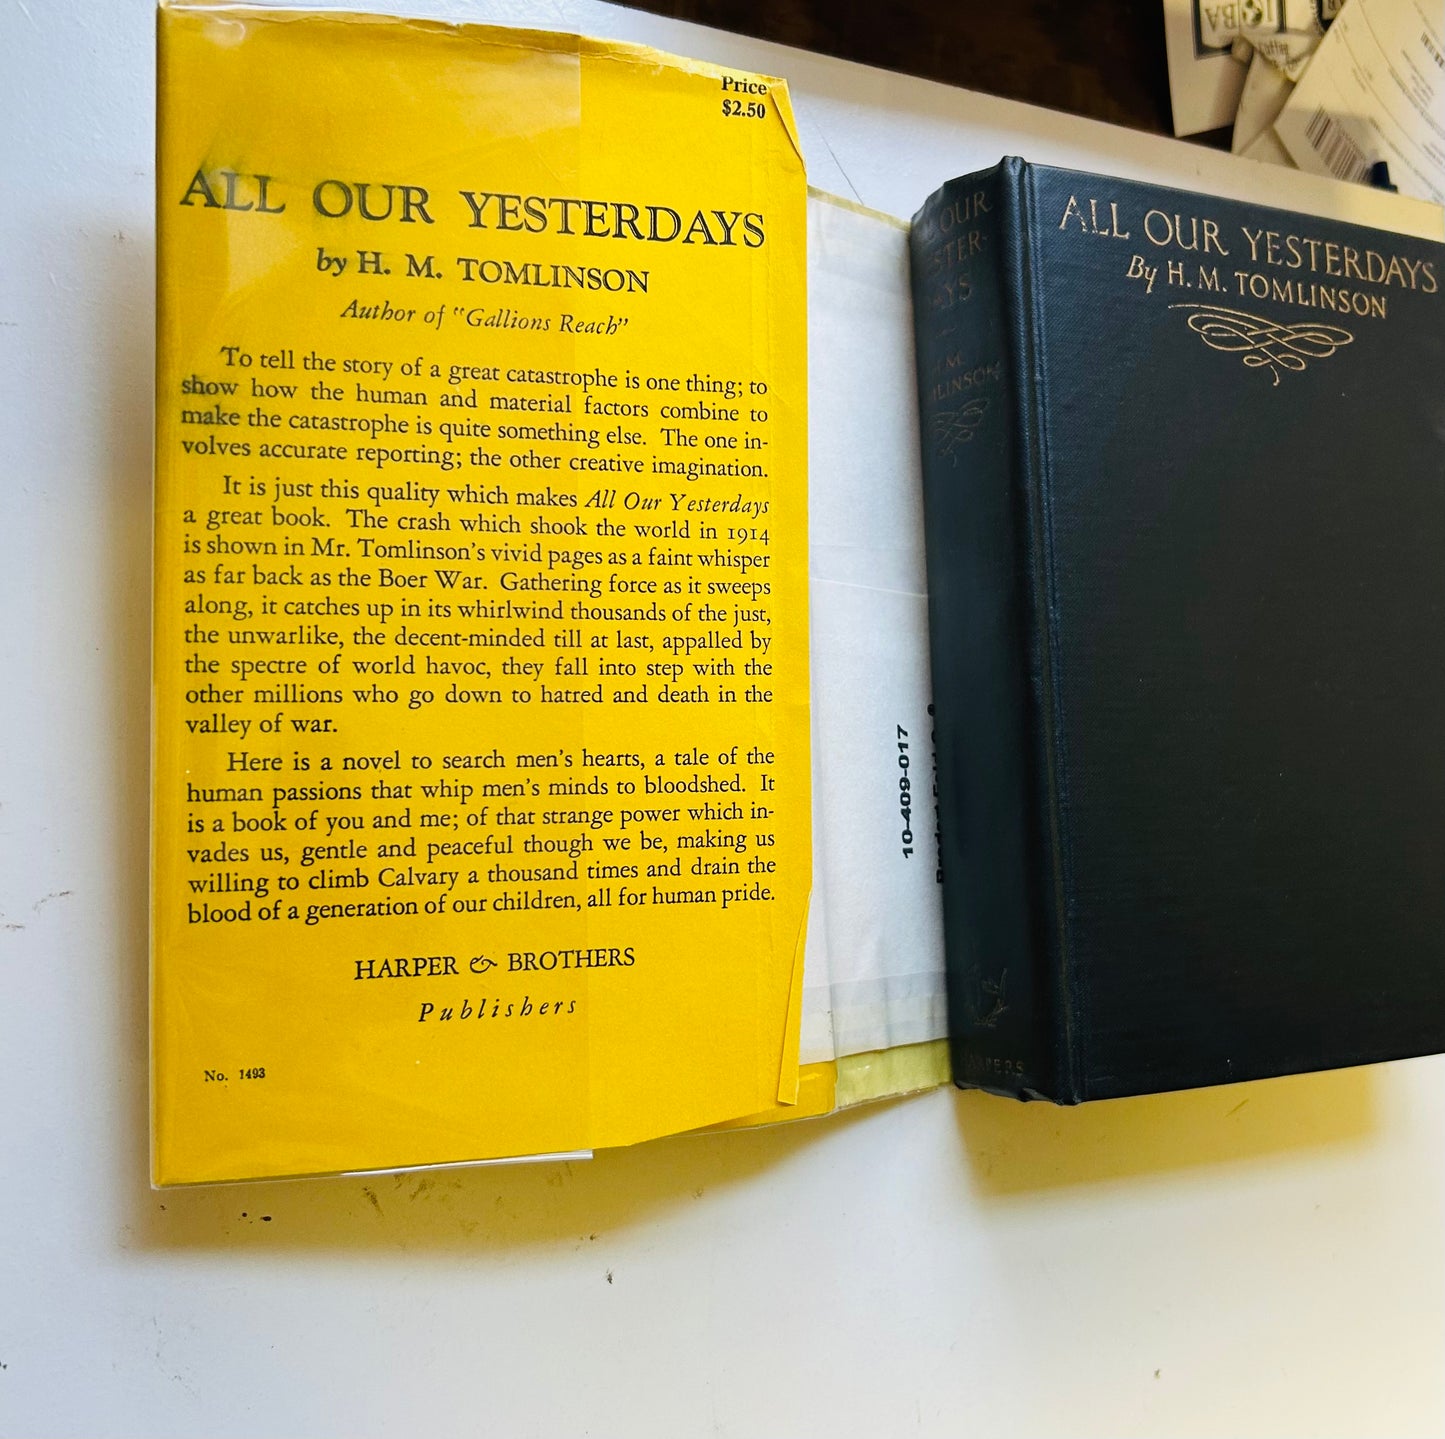 Price
$2.50
ALL OUR YESTERDAYS
by H. M. TOMLINSON
Author of "Gallions Reach"
To tell the story of a great catastrophe is one thing; to
show how the human and material factors combine to
make the catastrophe is quite something else. The one in-
volves accurate reporting; the other creative imagination.
It is just this quality which makes All Our Yesterdays
a great book. The crash which shook the world in 1914
is shown in Mr. Tomlinson's vivid pages as a faint whisper
as far back as the Boer War. Gathering force as it sweeps
along, it catches up in its whirlwind thousands of the just,
the unwarlike, the decent-minded till at last, appalled by
the spectre of world havoc, they fall into step with the
other millions who go down to hatred and death in the
valley of war.
Here is a novel to search men's hearts, a tale of the
human passions that whip men's minds to bloodshed. It
is a book of you and me; of that strange power which in-
vades us, gentle and peaceful though we be, making us
willing to climb Calvary a thousand times and drain the
blood of a generation of our children, all for human pride.
HARPER & BROTHERS
Publishers
No. 1493
10-409-017
OUR
H. M.
HARPERS
ALL OUR YESTERDAYS
By H. M. TOMLINSON
IOBA